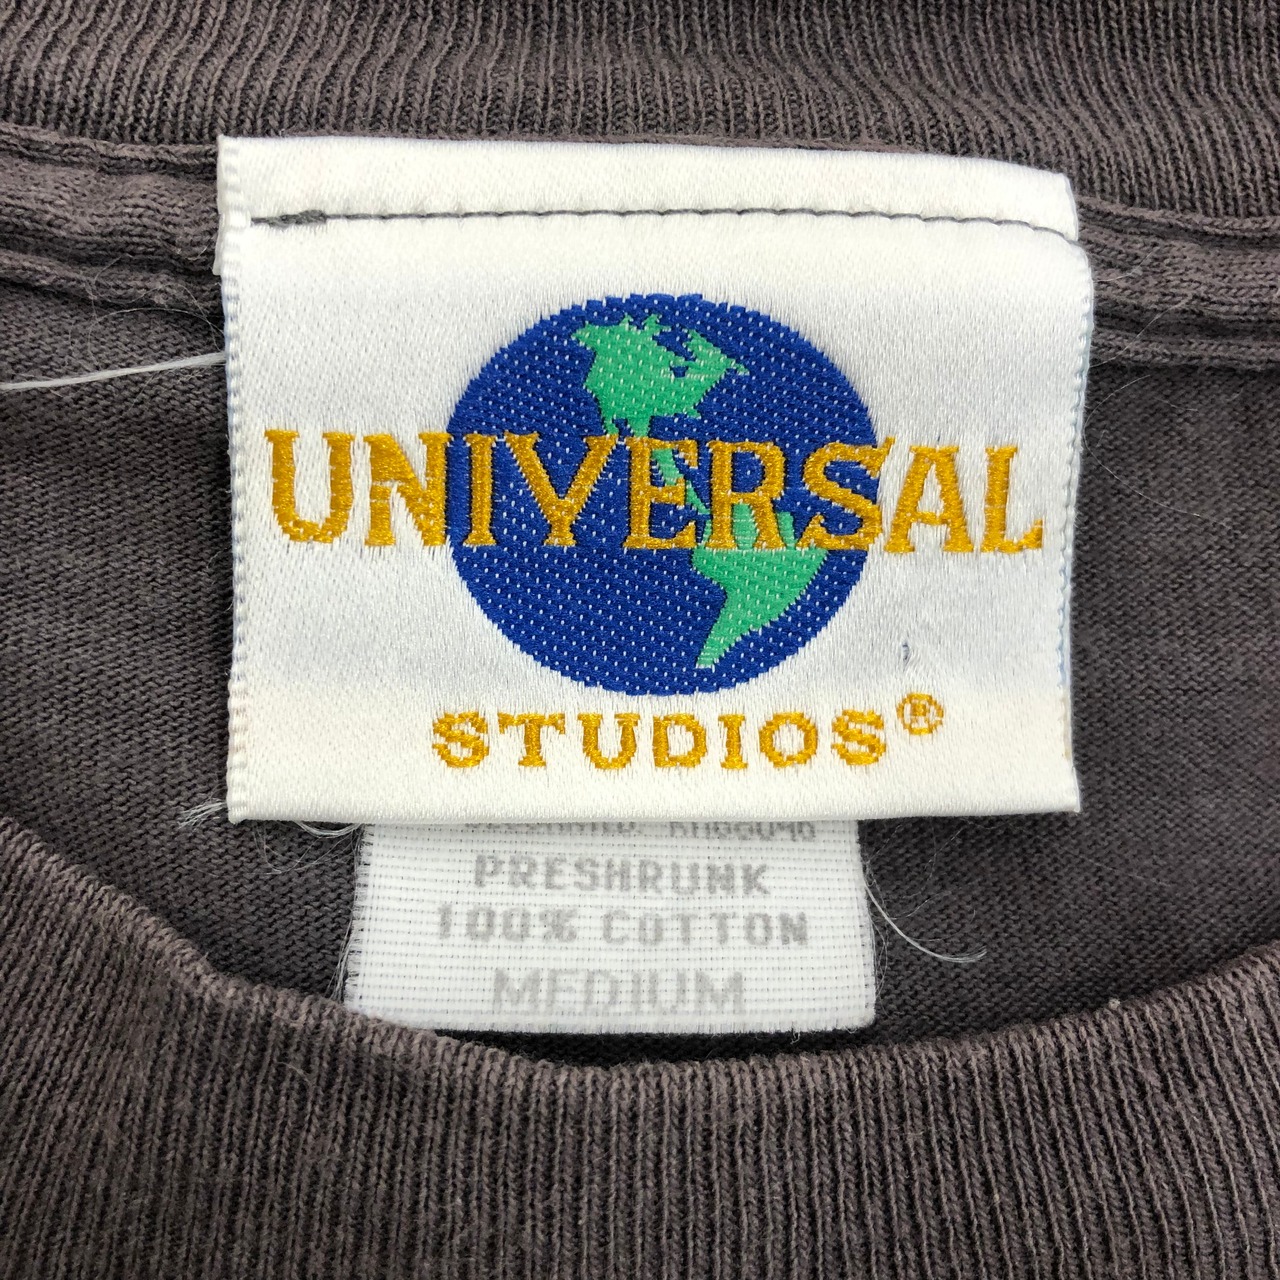 UNIVERSAL
STUDIOS®
PRESHRUNK
100% COTTON
MEDIUM